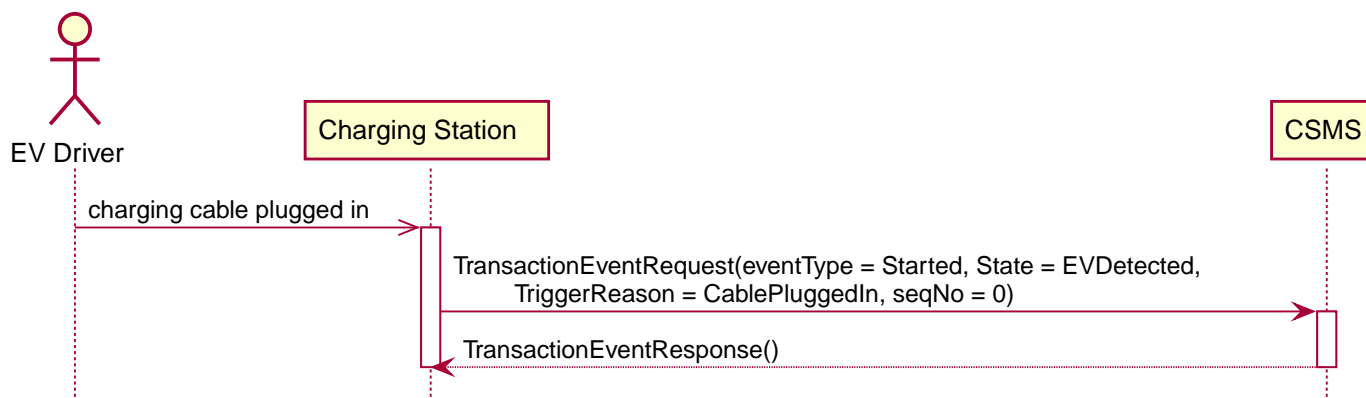 EV Driver
Charging Station
CSMS
charging cable plugged in
TransactionEventRequest(eventType = Started, State = EVDetected,
TriggerReason = CablePluggedIn, seqNo = 0)
TransactionEventResponse()